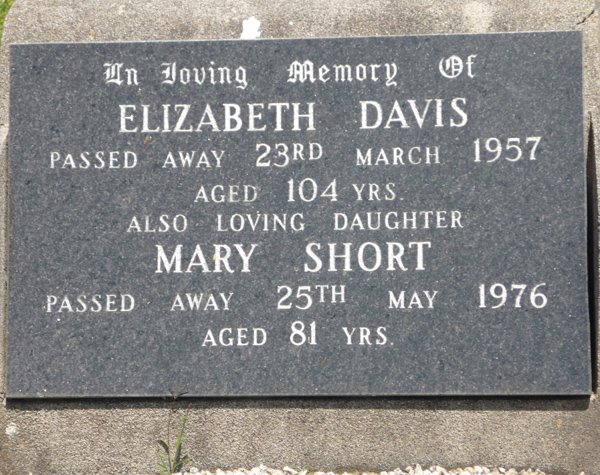 In Loving Memory Of
ELIZABETH DAVIS
PASSED AWAY 23RD MARCH 1957
AGED 104 YRS.
ALSO LOVING DAUGHTER
MARY SHORT
PASSED AWAY 25TH MAY 1976
AGED 81 YRS.